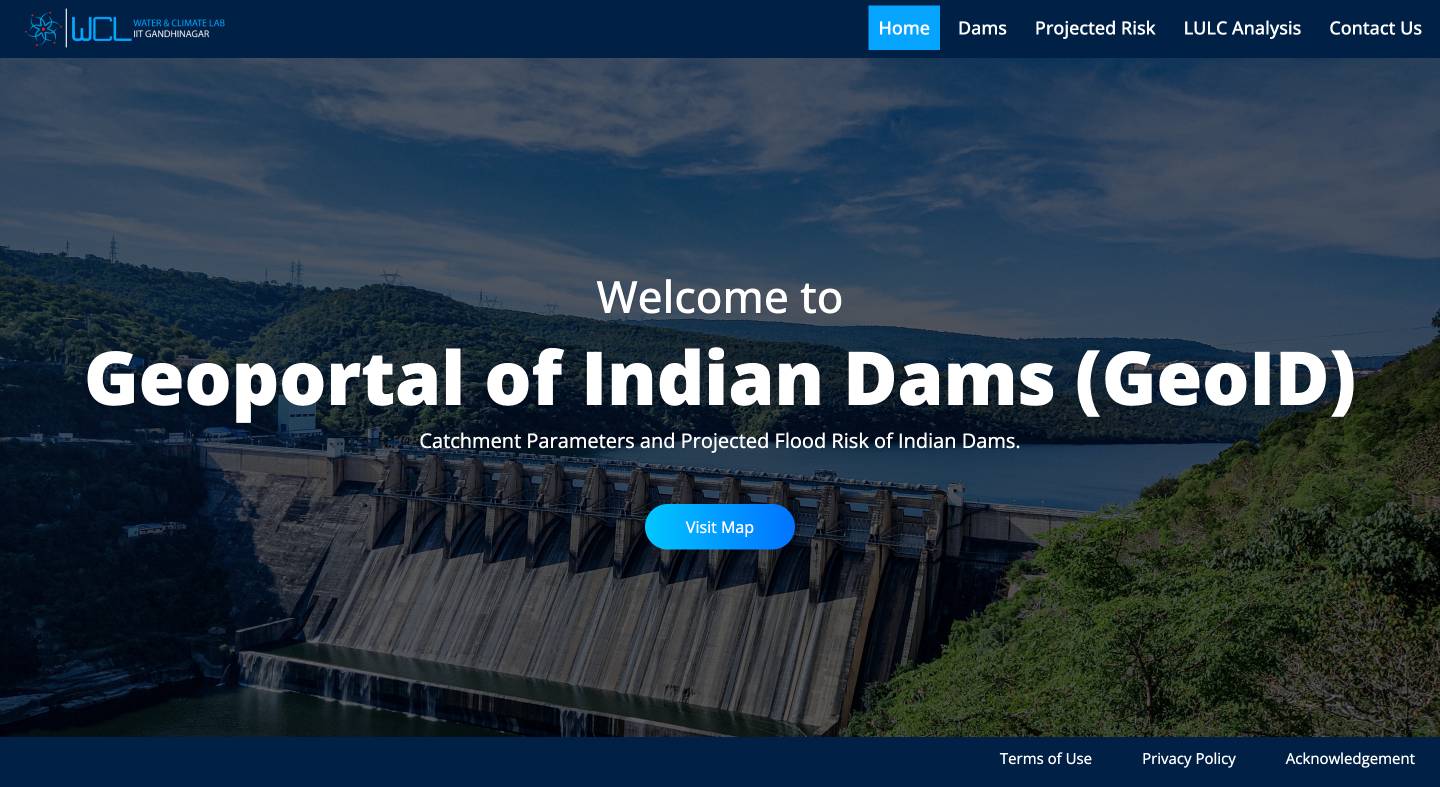 WCL
WATER & CLIMATE LAB
IIT GANDHINAGAR
Home Dams Projected Risk LULC Analysis Contact Us
Welcome to
Geoportal of Indian Dams (GeoID)
Catchment Parameters and Projected Flood Risk of Indian Dams.
Visit Map
Terms of Use Privacy Policy Acknowledgement